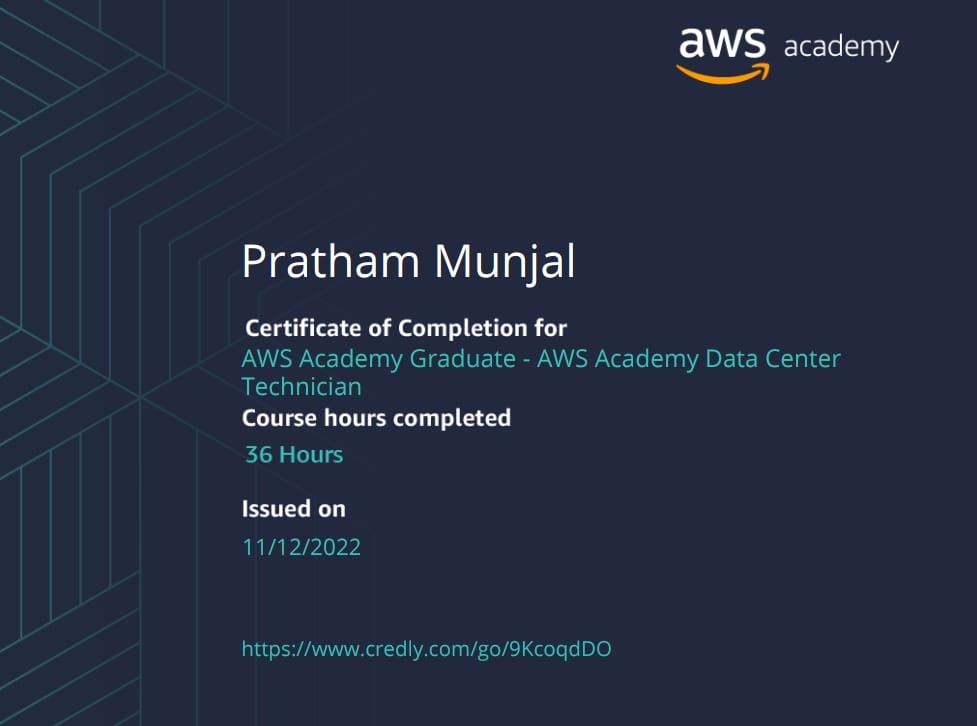 aws academy
Pratham Munjal
Certificate of Completion for
AWS Academy Graduate - AWS Academy Data Center
Technician
Course hours completed
36 Hours
Issued on
11/12/2022
https://www.credly.com/go/9KcoqdDO